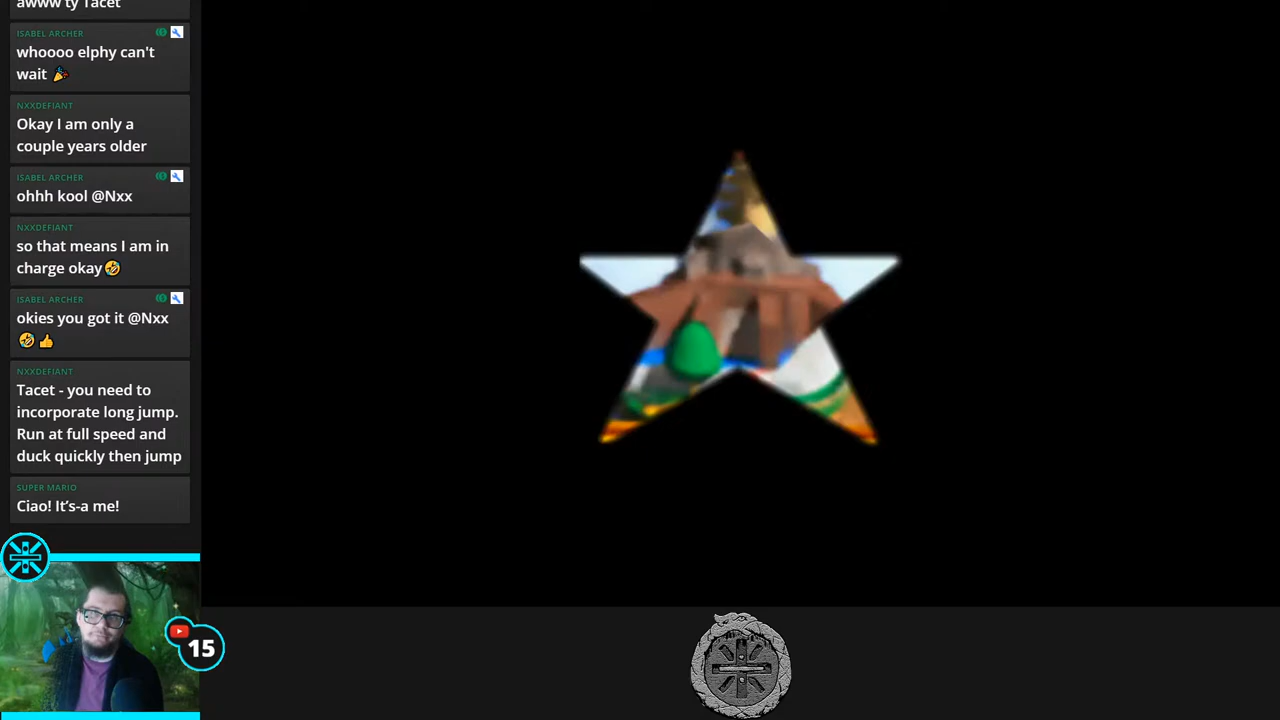 awww ty Tacet
ISABEL ARCHER
whoooo elphy can't
wait 🎉
NXXDEFIANT
Okay I am only a
couple years older
ISABEL ARCHER
ohhh kool @Nxx
NXXDEFIANT
so that means I am in
charge okay🤣
ISABEL ARCHER
okies you got it @Nxx
🤣👍
NXXDEFIANT
Tacet - you need to
incorporate long jump.
Run at full speed and
duck quickly then jump
SUPER MARIO
Ciao! It’s-a me!
15